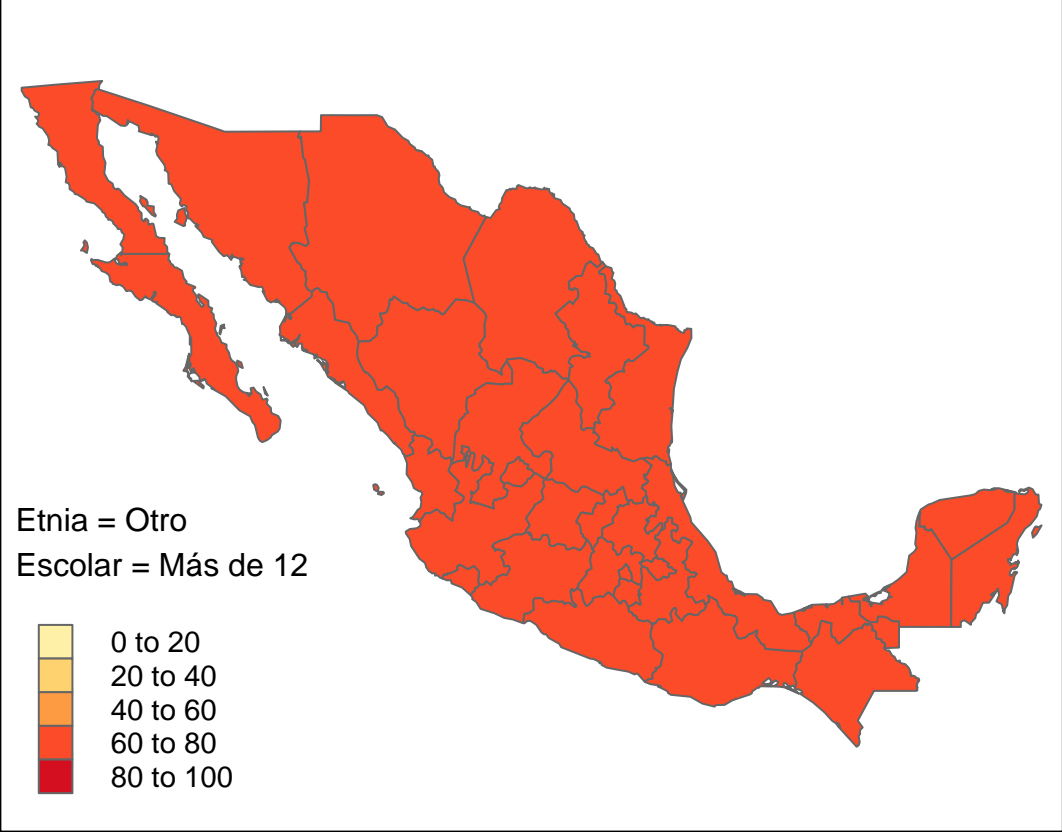 Etnia = Otro
Escolar = Más de 12
0 to 20
20 to 40
40 to 60
60 to 80
80 to 100